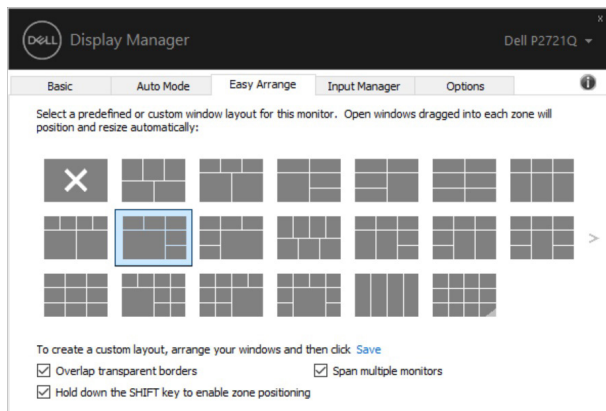 x
DELL Display Manager
Dell P2721Q
Basic Auto Mode Easy Arrange Input Manager Options
Select a predefined or custom window layout for this monitor. Open windows dragged into each zone will
position and resize automatically:
>
To create a custom layout, arrange your windows and then click Save
Overlap transparent borders
Span multiple monitors
Hold down the SHIFT key to enable zone positioning